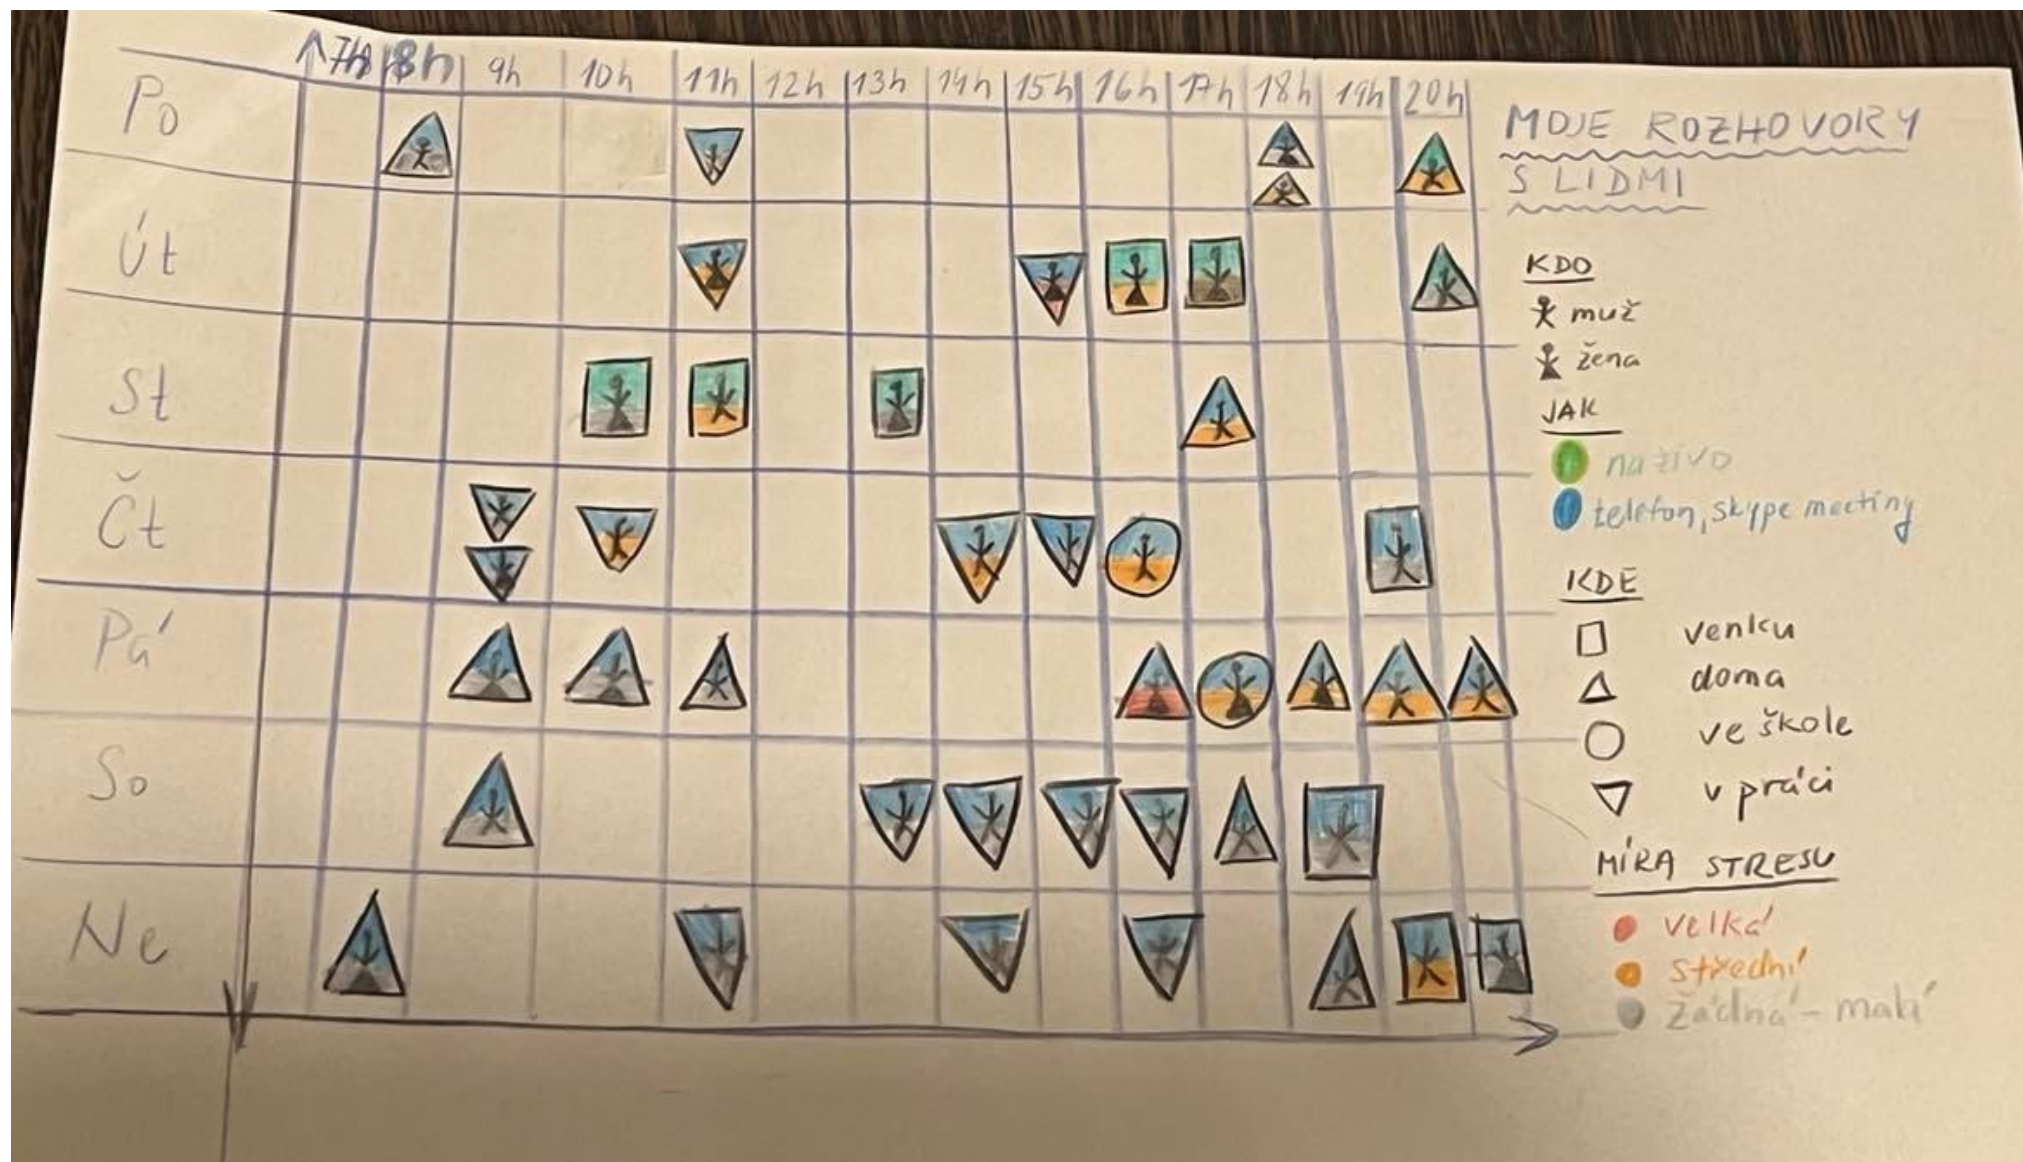 7h 8h 9h 10h 11h 12h 13h 14h 15h 16h 17h 18h 19h 20h
Po
Út
St
Čt
Pá
So
Ne
MOJE ROZHOVORY
S LIDMI
KDO
muž
žena
JAK
naživo
telefon, skype meetiny
KDE
venku
doma
ve škole
v práci
MÍRA STRESU
velká
střední
žádná - malá